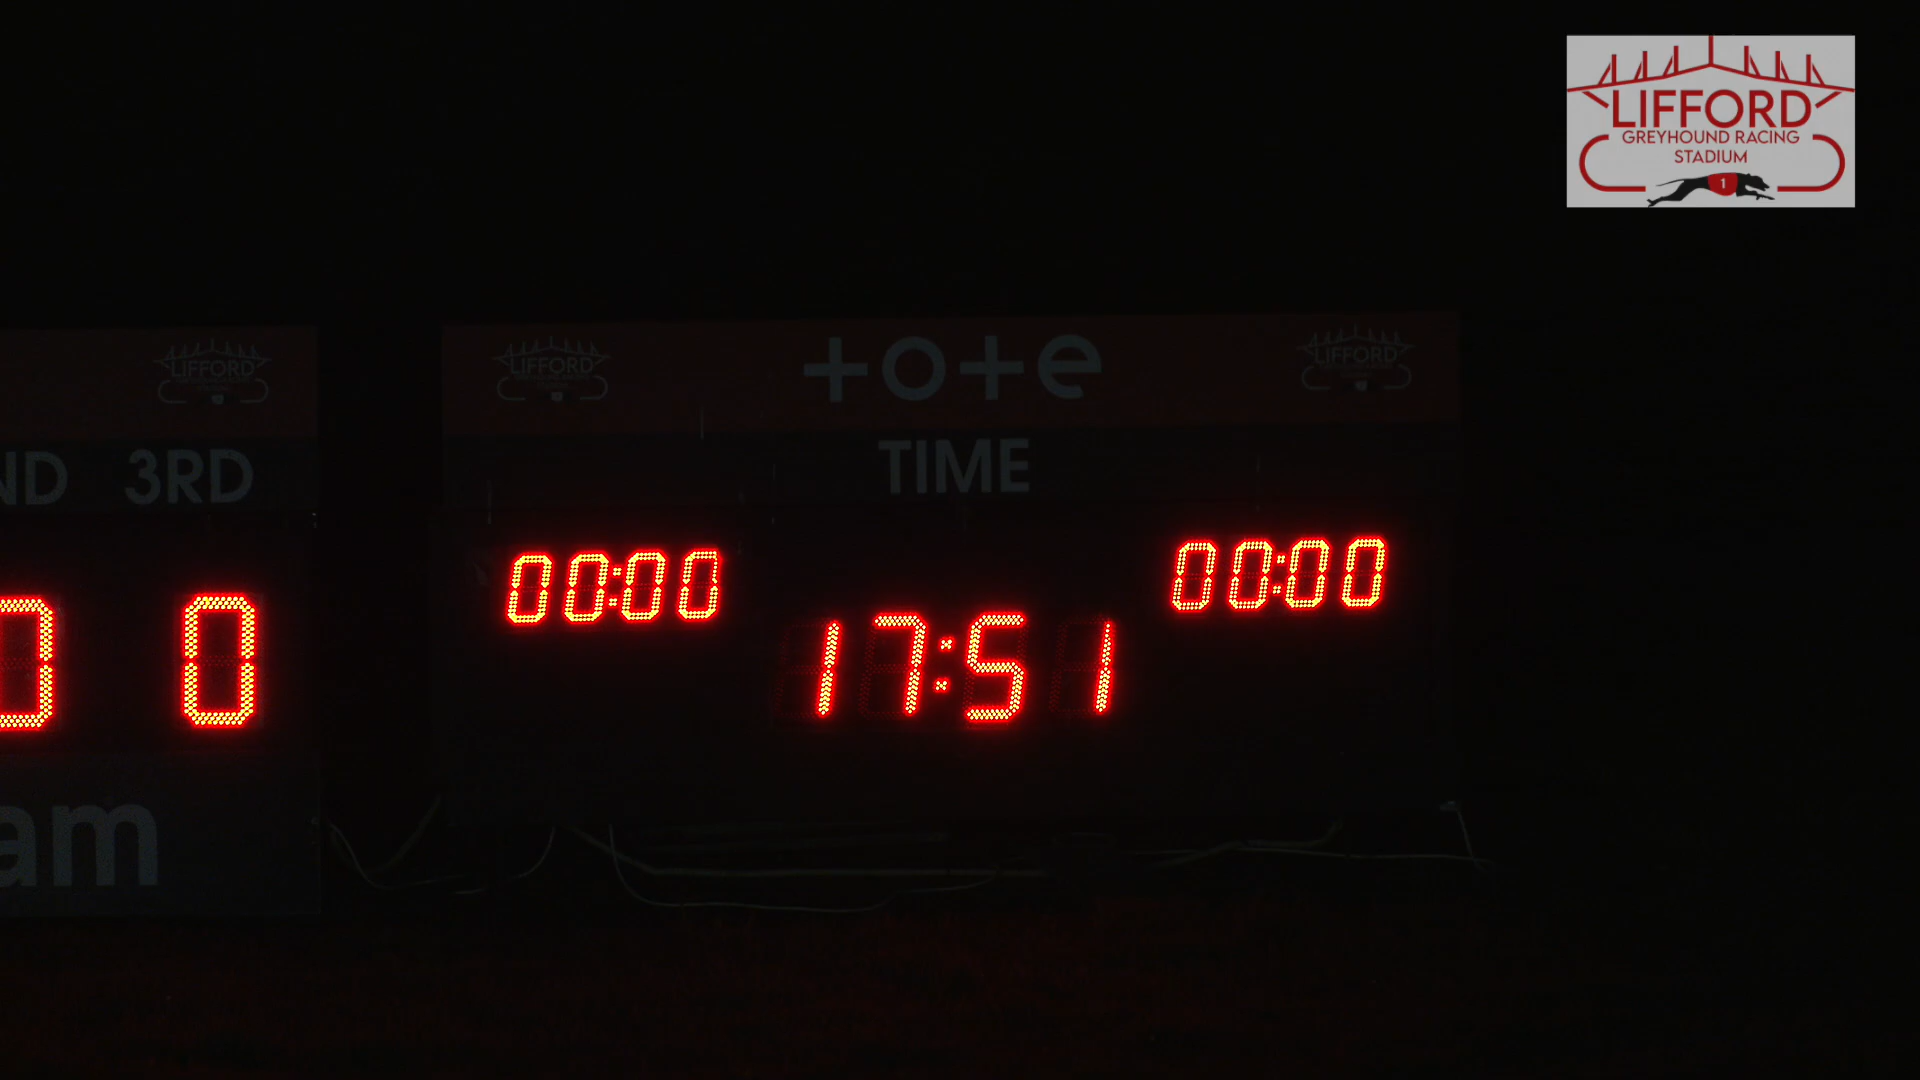 LIFFORD
GREYHOUND RACING
STADIUM
1
LIFFORD
LIFFORD
tote
LIFFORD
ND 3RD
TIME
00:00
00:00
0 0
17:51
am